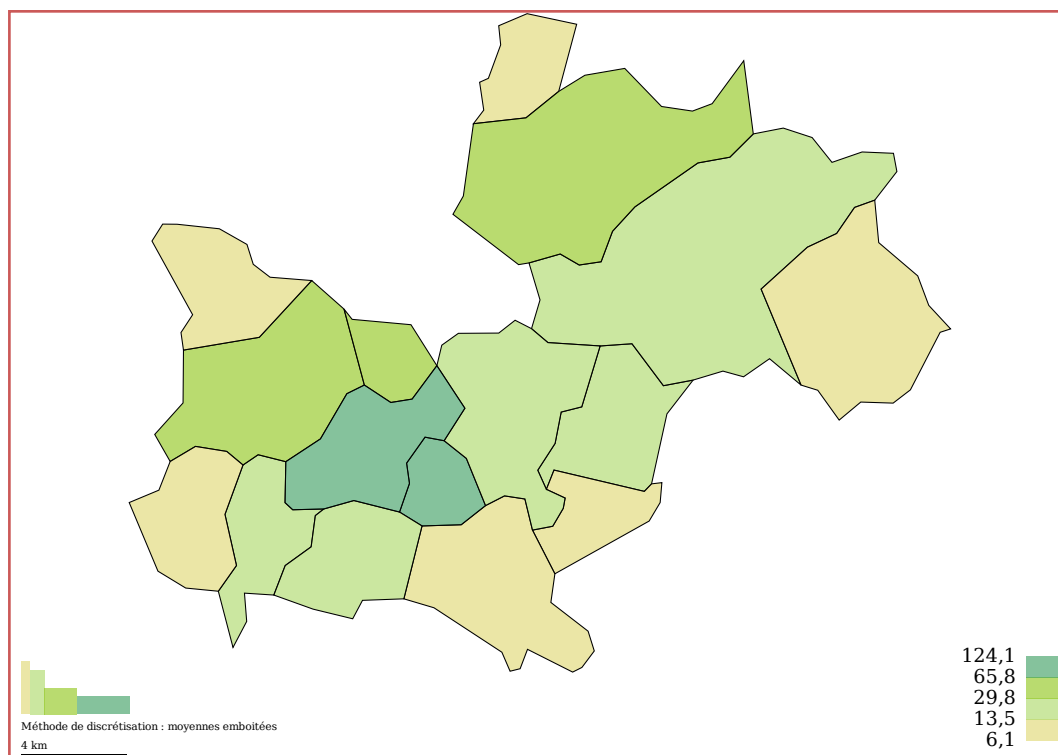 124,1
65,8
29,8
13,5
6,1
Méthode de discrétisation : moyennes emboitées
4 km